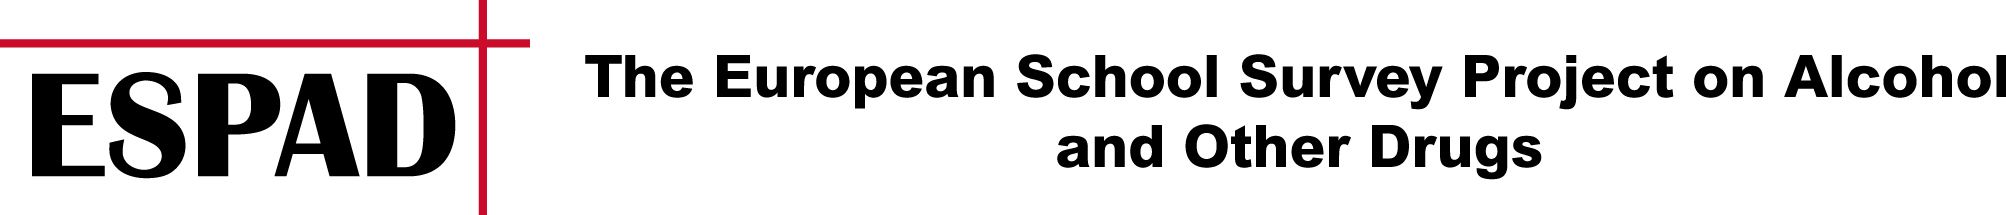 ESPAD
The European School Survey Project on Alcohol
and Other Drugs